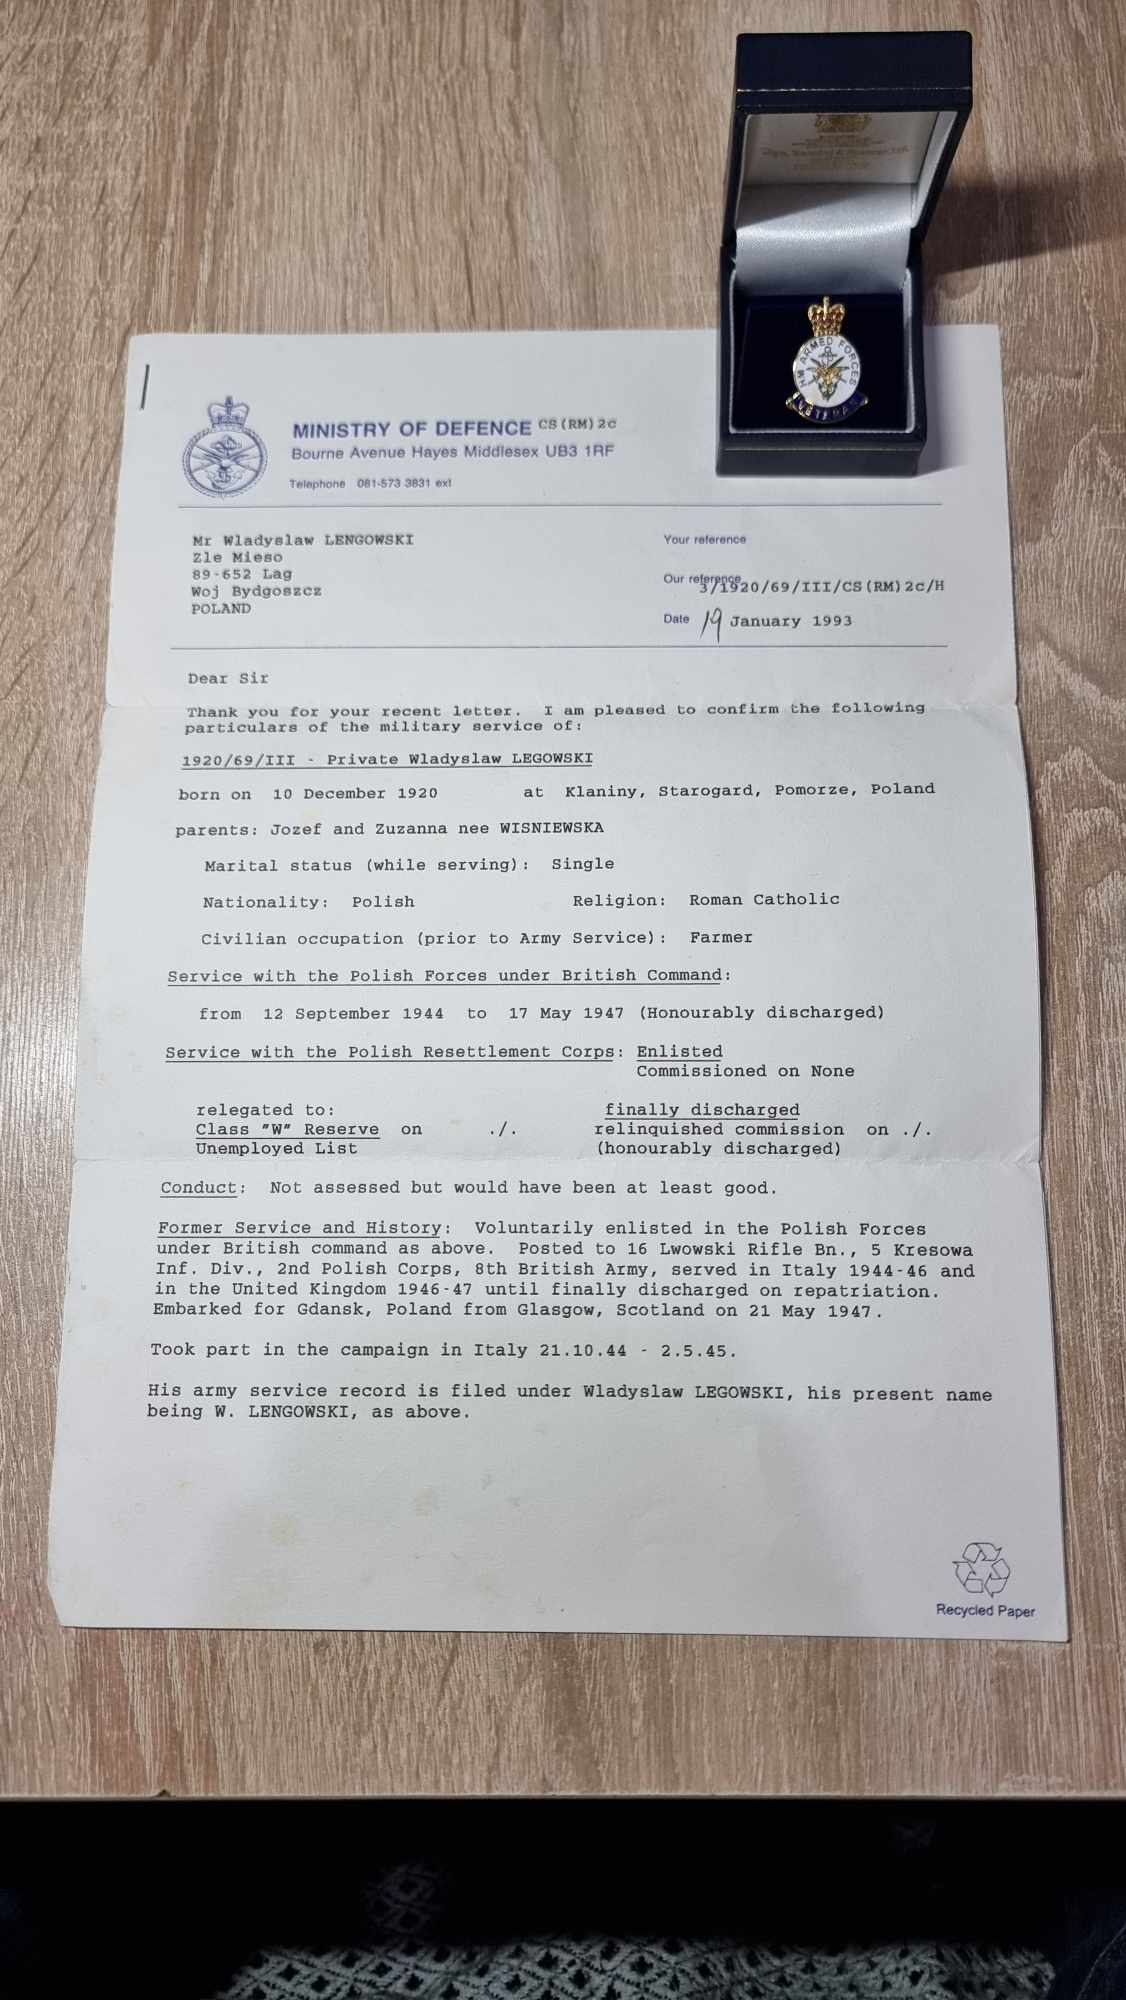 HM ARMED FORCES
VETERAN
MINISTRY OF DEFENCE CS(RM)2c
Bourne Avenue Hayes Middlesex UB3 1RF
Telephone 081-573 3831 ext
Mr Wladyslaw LENGOWSKI
Zle Mieso
89-652 Lag
Woj Bydgoszcz
POLAND
Your reference
Our reference
3/1920/69/III/CS(RM)2c/H
Date 19 January 1993
Dear Sir
Thank you for your recent letter. I am pleased to confirm the following
particulars of the military service of:
1920/69/III - Private Wladyslaw LEGOWSKI
born on 10 December 1920 at Klaniny, Starogard, Pomorze, Poland
parents: Jozef and Zuzanna nee WISNIEWSKA
Marital status (while serving): Single
Nationality: Polish Religion: Roman Catholic
Civilian occupation (prior to Army Service): Farmer
Service with the Polish Forces under British Command:
from 12 September 1944 to 17 May 1947 (Honourably discharged)
Service with the Polish Resettlement Corps: Enlisted
Commissioned on None
relegated to: finally discharged
Class "W" Reserve on ./. relinquished commission on ./.
Unemployed List (honourably discharged)
Conduct: Not assessed but would have been at least good.
Former Service and History: Voluntarily enlisted in the Polish Forces
under British command as above. Posted to 16 Lwowski Rifle Bn., 5 Kresowa
Inf. Div., 2nd Polish Corps, 8th British Army, served in Italy 1944-46 and
in the United Kingdom 1946-47 until finally discharged on repatriation.
Embarked for Gdansk, Poland from Glasgow, Scotland on 21 May 1947.
Took part in the campaign in Italy 21.10.44 - 2.5.45.
His army service record is filed under Wladyslaw LEGOWSKI, his present name
being W. LENGOWSKI, as above.
Recycled Paper